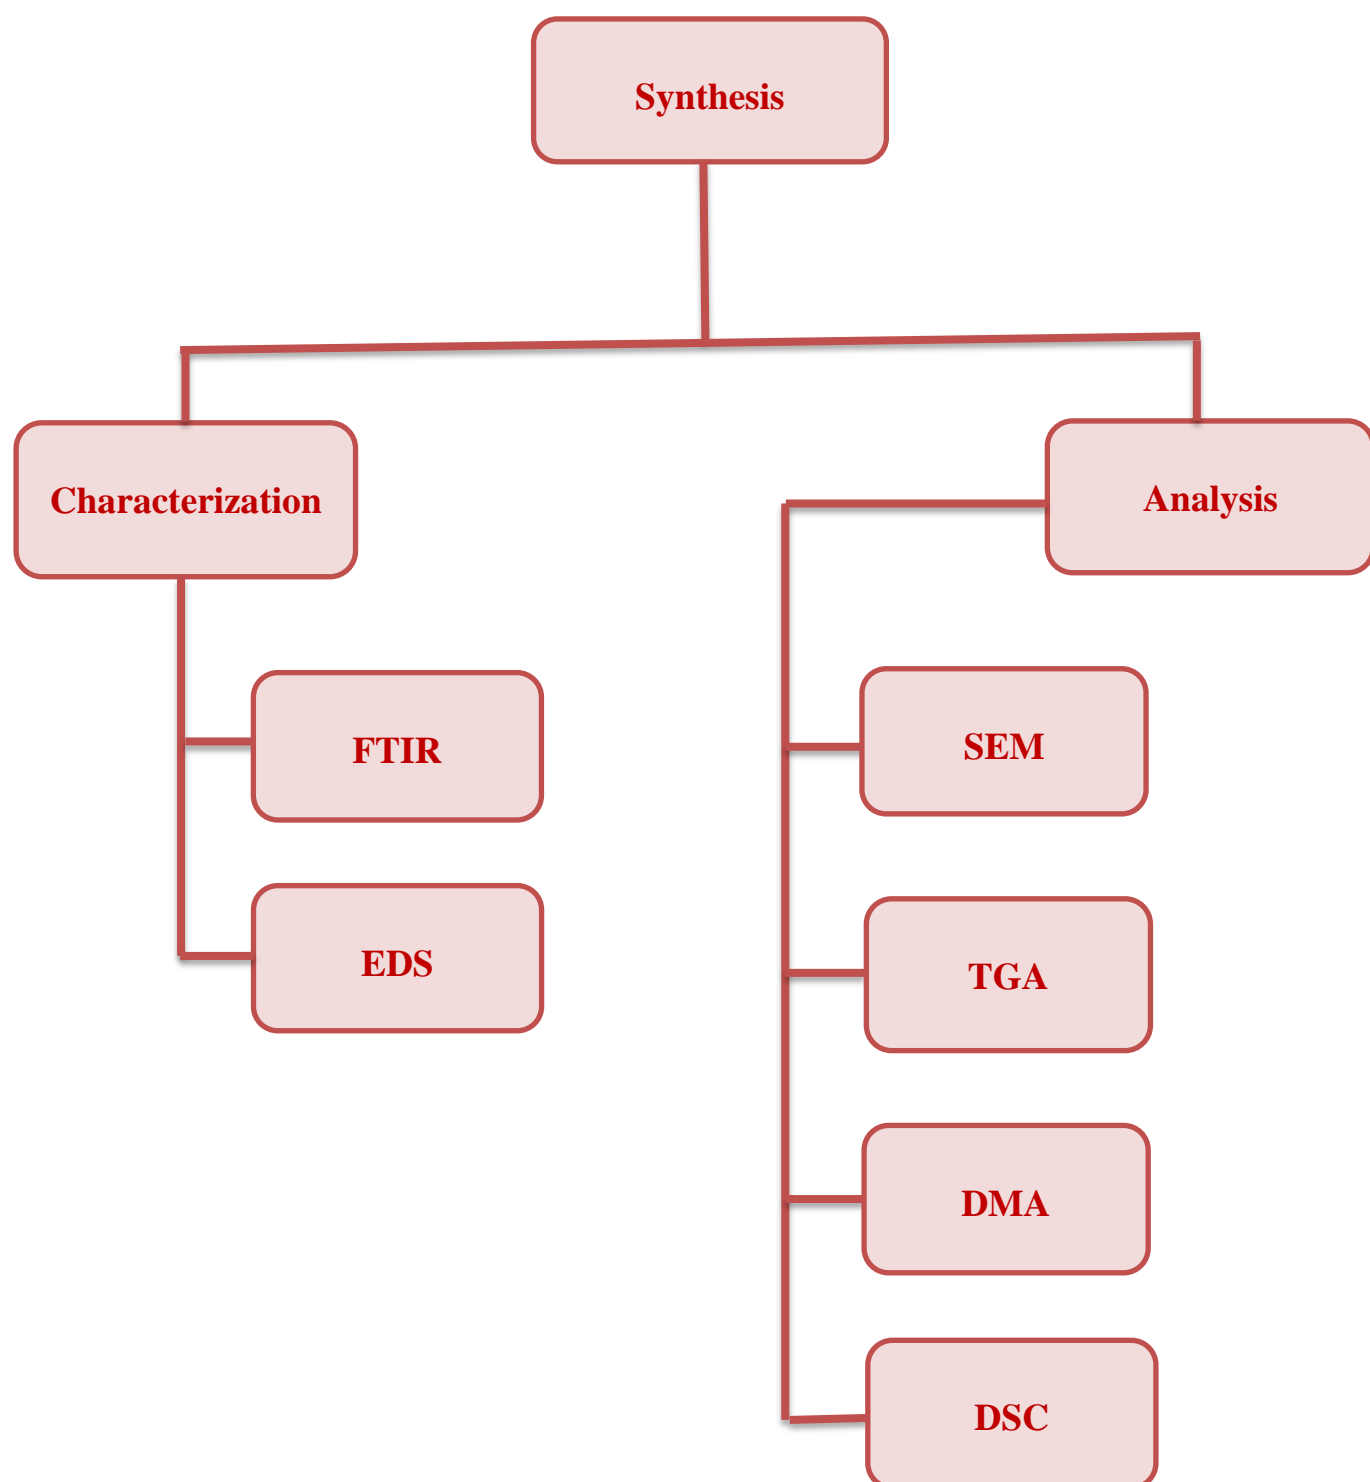 Synthesis
Characterization
Analysis
FTIR
SEM
EDS
TGA
DMA
DSC